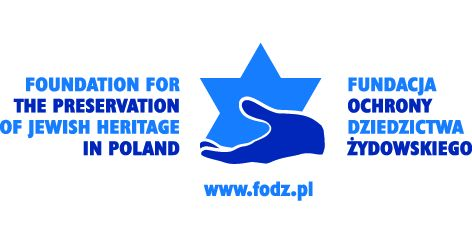 FOUNDATION FOR
THE PRESERVATION
OF JEWISH HERITAGE
IN POLAND
FUNDACJA
OCHRONY
DZIEDZICTWA
ŻYDOWSKIEGO
www.fodz.pl